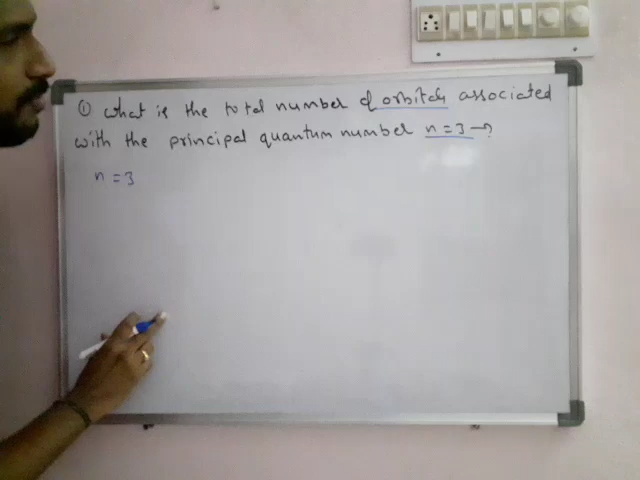 ① what is the total number of orbitals associated
with the principal quantum number n = 3 →?
n = 3